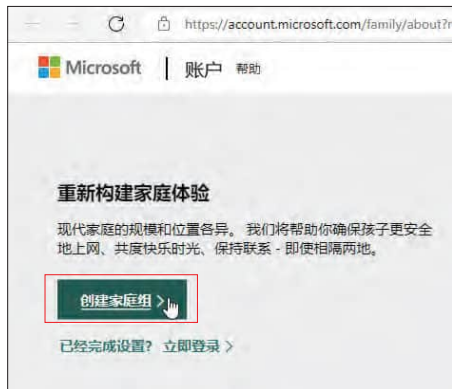 https://account.microsoft.com/family/about?r
Microsoft | 账户 帮助
重新构建家庭体验
现代家庭的规模和位置各异。 我们将帮助你确保孩子更安全
地上网、共度快乐时光、保持联系 - 即便相隔两地。
创建家庭组 >
已经完成设置? 立即登录 >